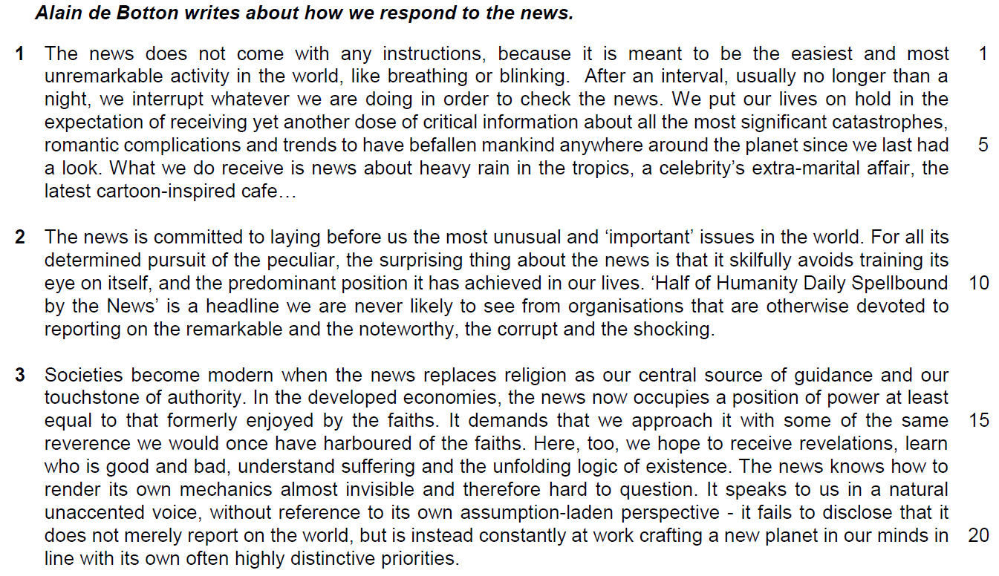 Alain de Botton writes about how we respond to the news.
1 The news does not come with any instructions, because it is meant to be the easiest and most 1
unremarkable activity in the world, like breathing or blinking. After an interval, usually no longer than a
night, we interrupt whatever we are doing in order to check the news. We put our lives on hold in the
expectation of receiving yet another dose of critical information about all the most significant catastrophes,
romantic complications and trends to have befallen mankind anywhere around the planet since we last had 5
a look. What we do receive is news about heavy rain in the tropics, a celebrity’s extra-marital affair, the
latest cartoon-inspired cafe…
2 The news is committed to laying before us the most unusual and ‘important’ issues in the world. For all its
determined pursuit of the peculiar, the surprising thing about the news is that it skilfully avoids training its
eye on itself, and the predominant position it has achieved in our lives. ‘Half of Humanity Daily Spellbound 10
by the News’ is a headline we are never likely to see from organisations that are otherwise devoted to
reporting on the remarkable and the noteworthy, the corrupt and the shocking.
3 Societies become modern when the news replaces religion as our central source of guidance and our
touchstone of authority. In the developed economies, the news now occupies a position of power at least
equal to that formerly enjoyed by the faiths. It demands that we approach it with some of the same 15
reverence we would once have harboured of the faiths. Here, too, we hope to receive revelations, learn
who is good and bad, understand suffering and the unfolding logic of existence. The news knows how to
render its own mechanics almost invisible and therefore hard to question. It speaks to us in a natural
unaccented voice, without reference to its own assumption-laden perspective - it fails to disclose that it
does not merely report on the world, but is instead constantly at work crafting a new planet in our minds in 20
line with its own often highly distinctive priorities.